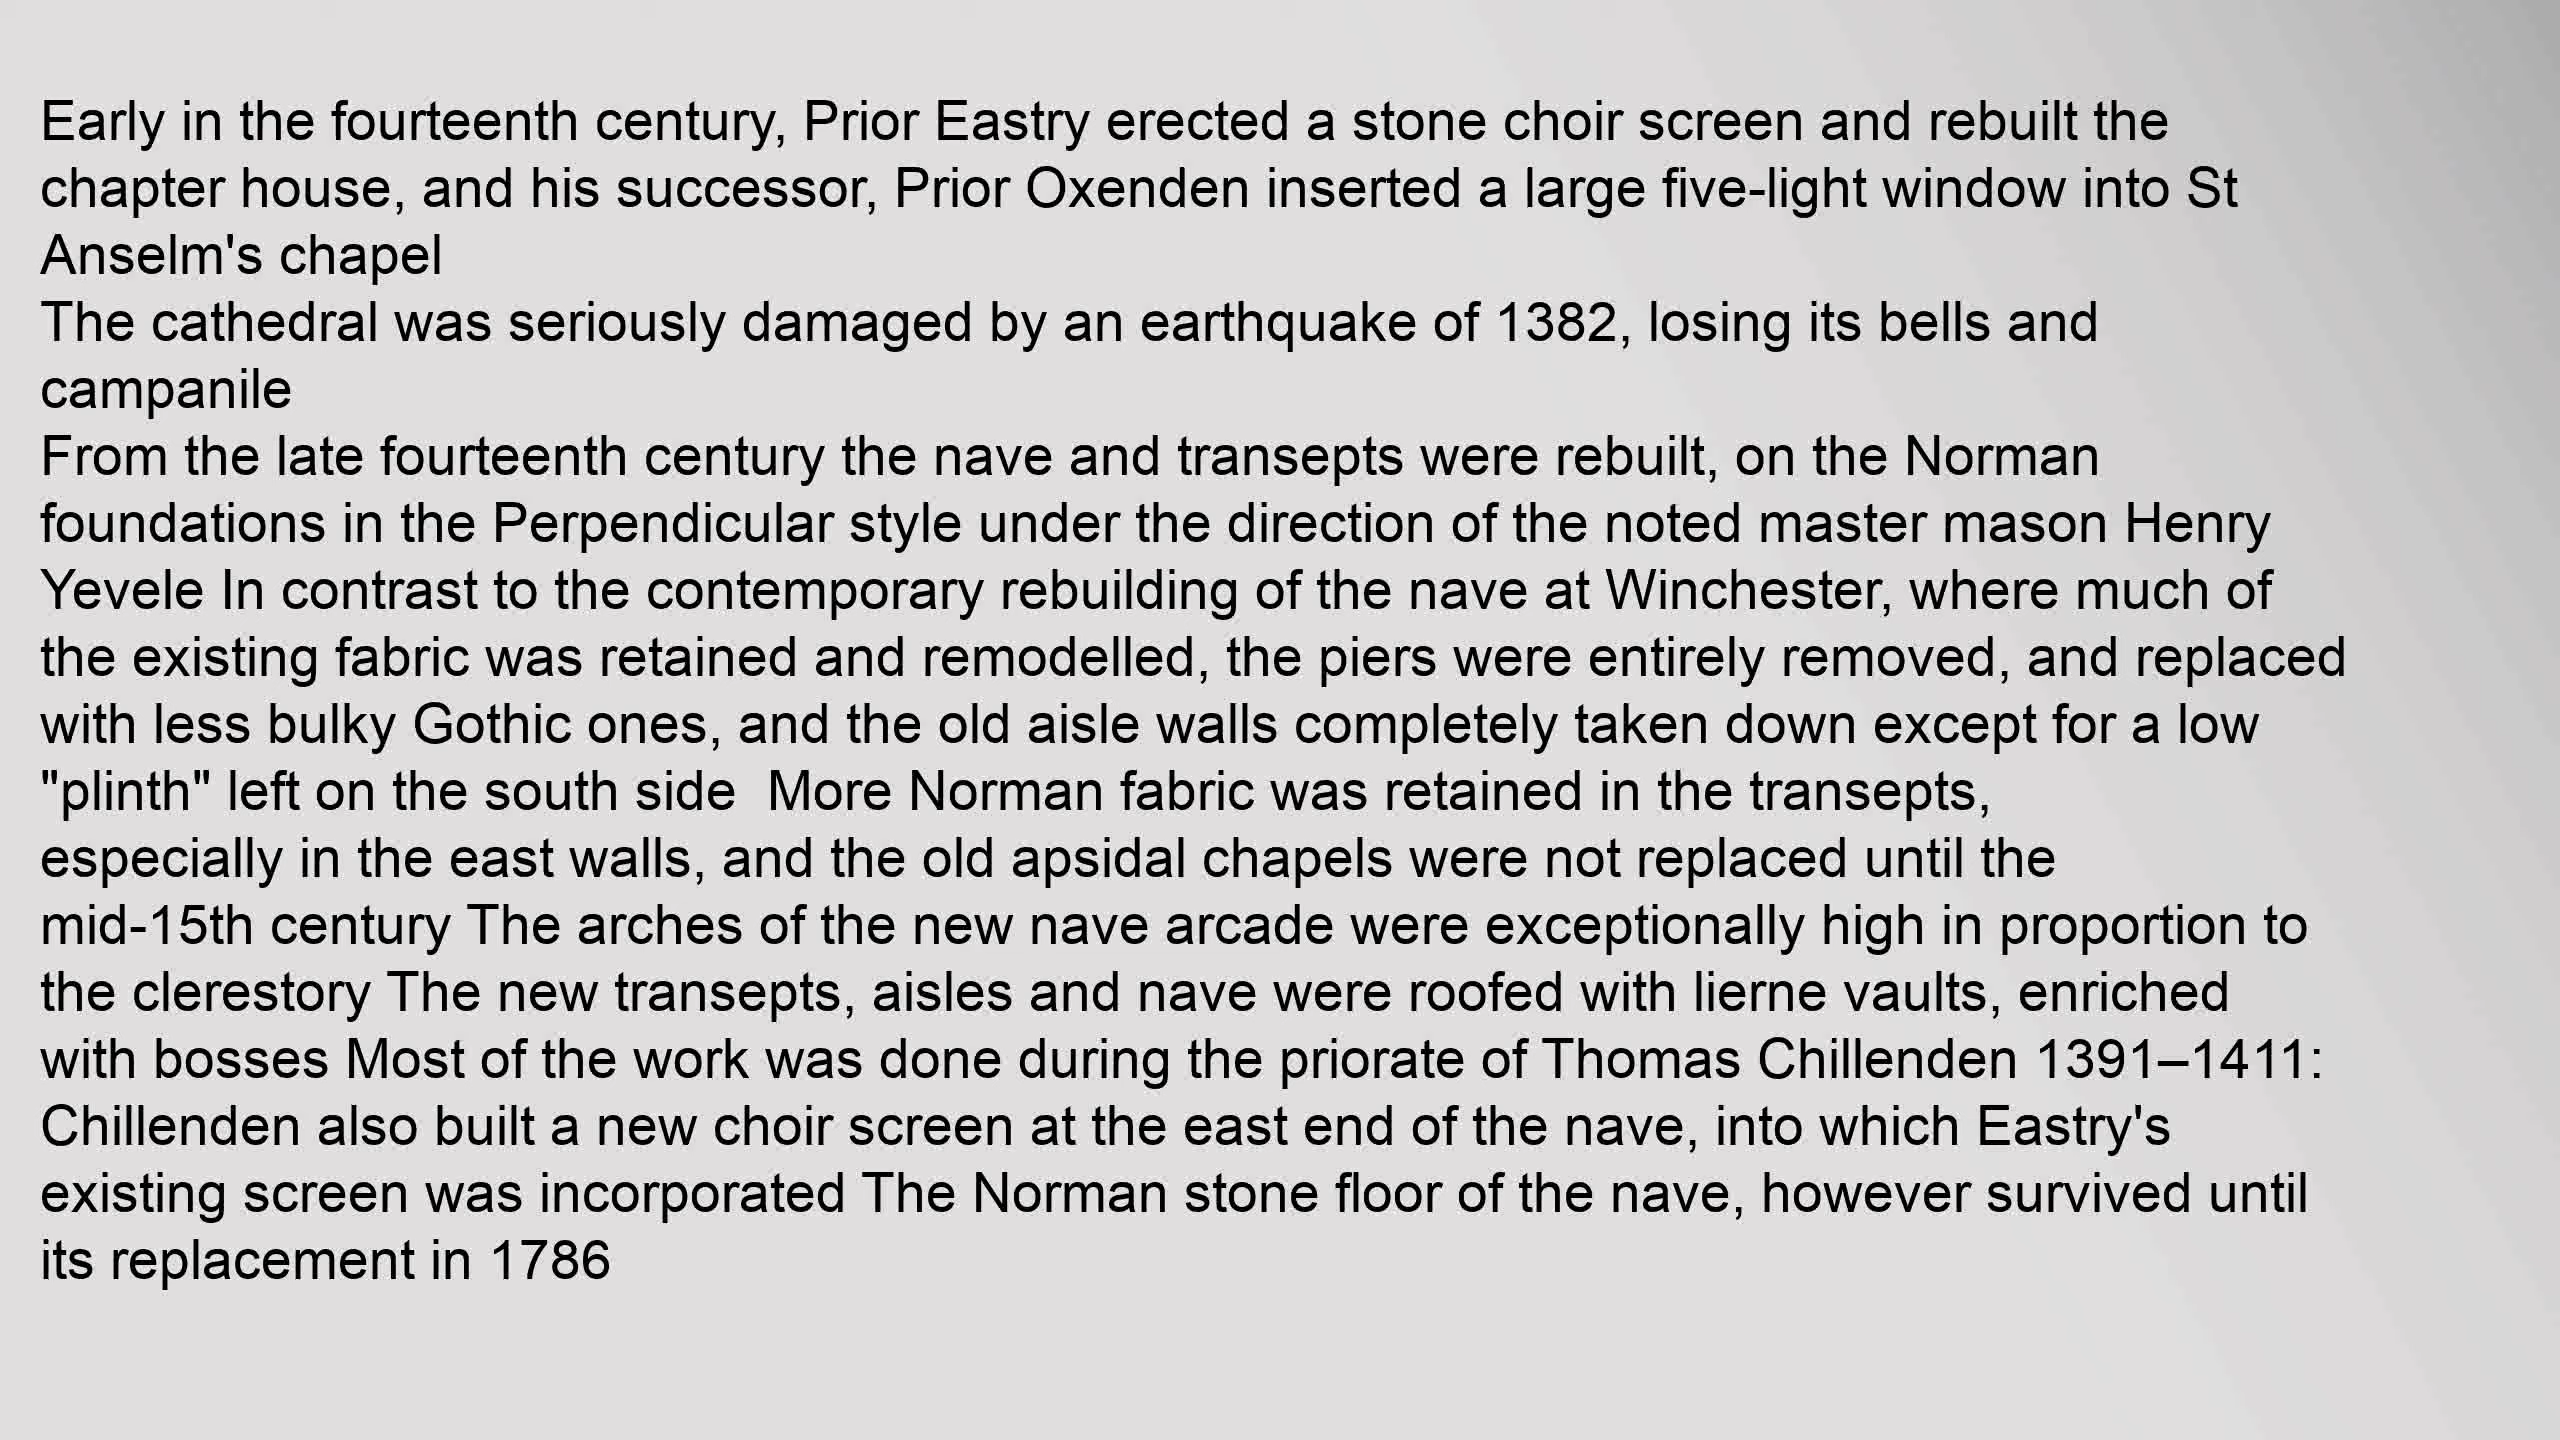 Early in the fourteenth century, Prior Eastry erected a stone choir screen and rebuilt the
chapter house, and his successor, Prior Oxenden inserted a large five-light window into St
Anselm's chapel
The cathedral was seriously damaged by an earthquake of 1382, losing its bells and
campanile
From the late fourteenth century the nave and transepts were rebuilt, on the Norman
foundations in the Perpendicular style under the direction of the noted master mason Henry
Yevele In contrast to the contemporary rebuilding of the nave at Winchester, where much of
the existing fabric was retained and remodelled, the piers were entirely removed, and replaced
with less bulky Gothic ones, and the old aisle walls completely taken down except for a low
"plinth" left on the south side  More Norman fabric was retained in the transepts,
especially in the east walls, and the old apsidal chapels were not replaced until the
mid-15th century The arches of the new nave arcade were exceptionally high in proportion to
the clerestory The new transepts, aisles and nave were roofed with lierne vaults, enriched
with bosses Most of the work was done during the priorate of Thomas Chillenden 1391–1411:
Chillenden also built a new choir screen at the east end of the nave, into which Eastry's
existing screen was incorporated The Norman stone floor of the nave, however survived until
its replacement in 1786